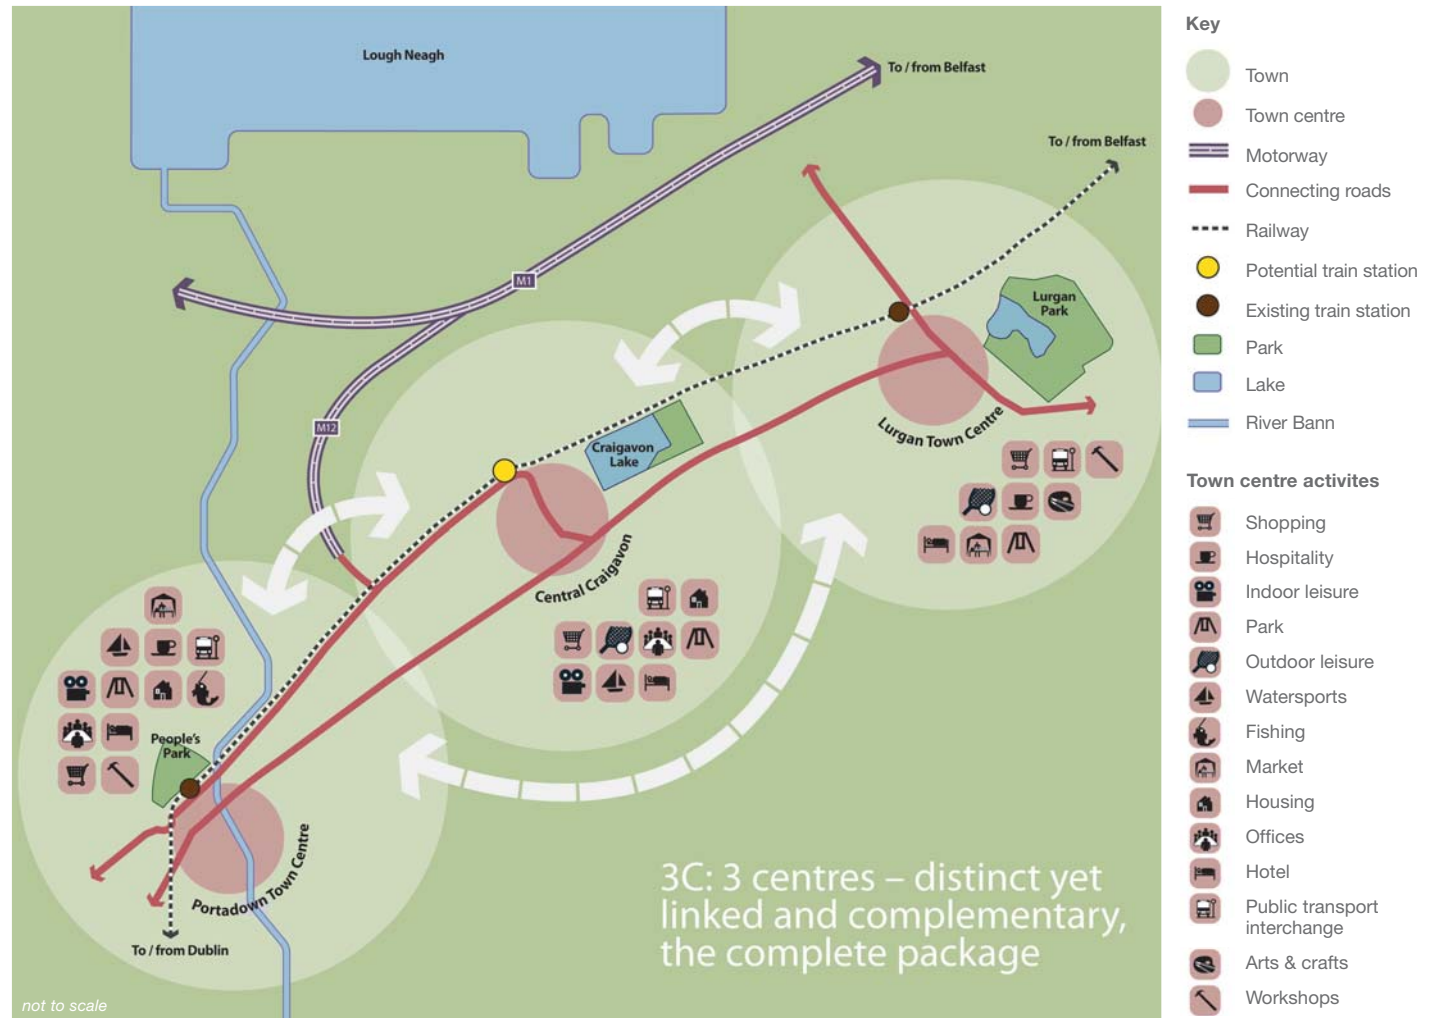 Lough Neagh
To / from Belfast
To / from Belfast
M1
Lurgan
Park
M12
Craigavon
Lake
Lurgan Town Centre
Central Craigavon
People's
Park
Portadown Town Centre
To / from Dublin
3C: 3 centres – distinct yet
linked and complementary,
the complete package
not to scale
Key
Town
Town centre
Motorway
Connecting roads
Railway
Potential train station
Existing train station
Park
Lake
River Bann
Town centre activites
Shopping
Hospitality
Indoor leisure
Park
Outdoor leisure
Watersports
Fishing
Market
Housing
Offices
Hotel
Public transport
interchange
Arts & crafts
Workshops